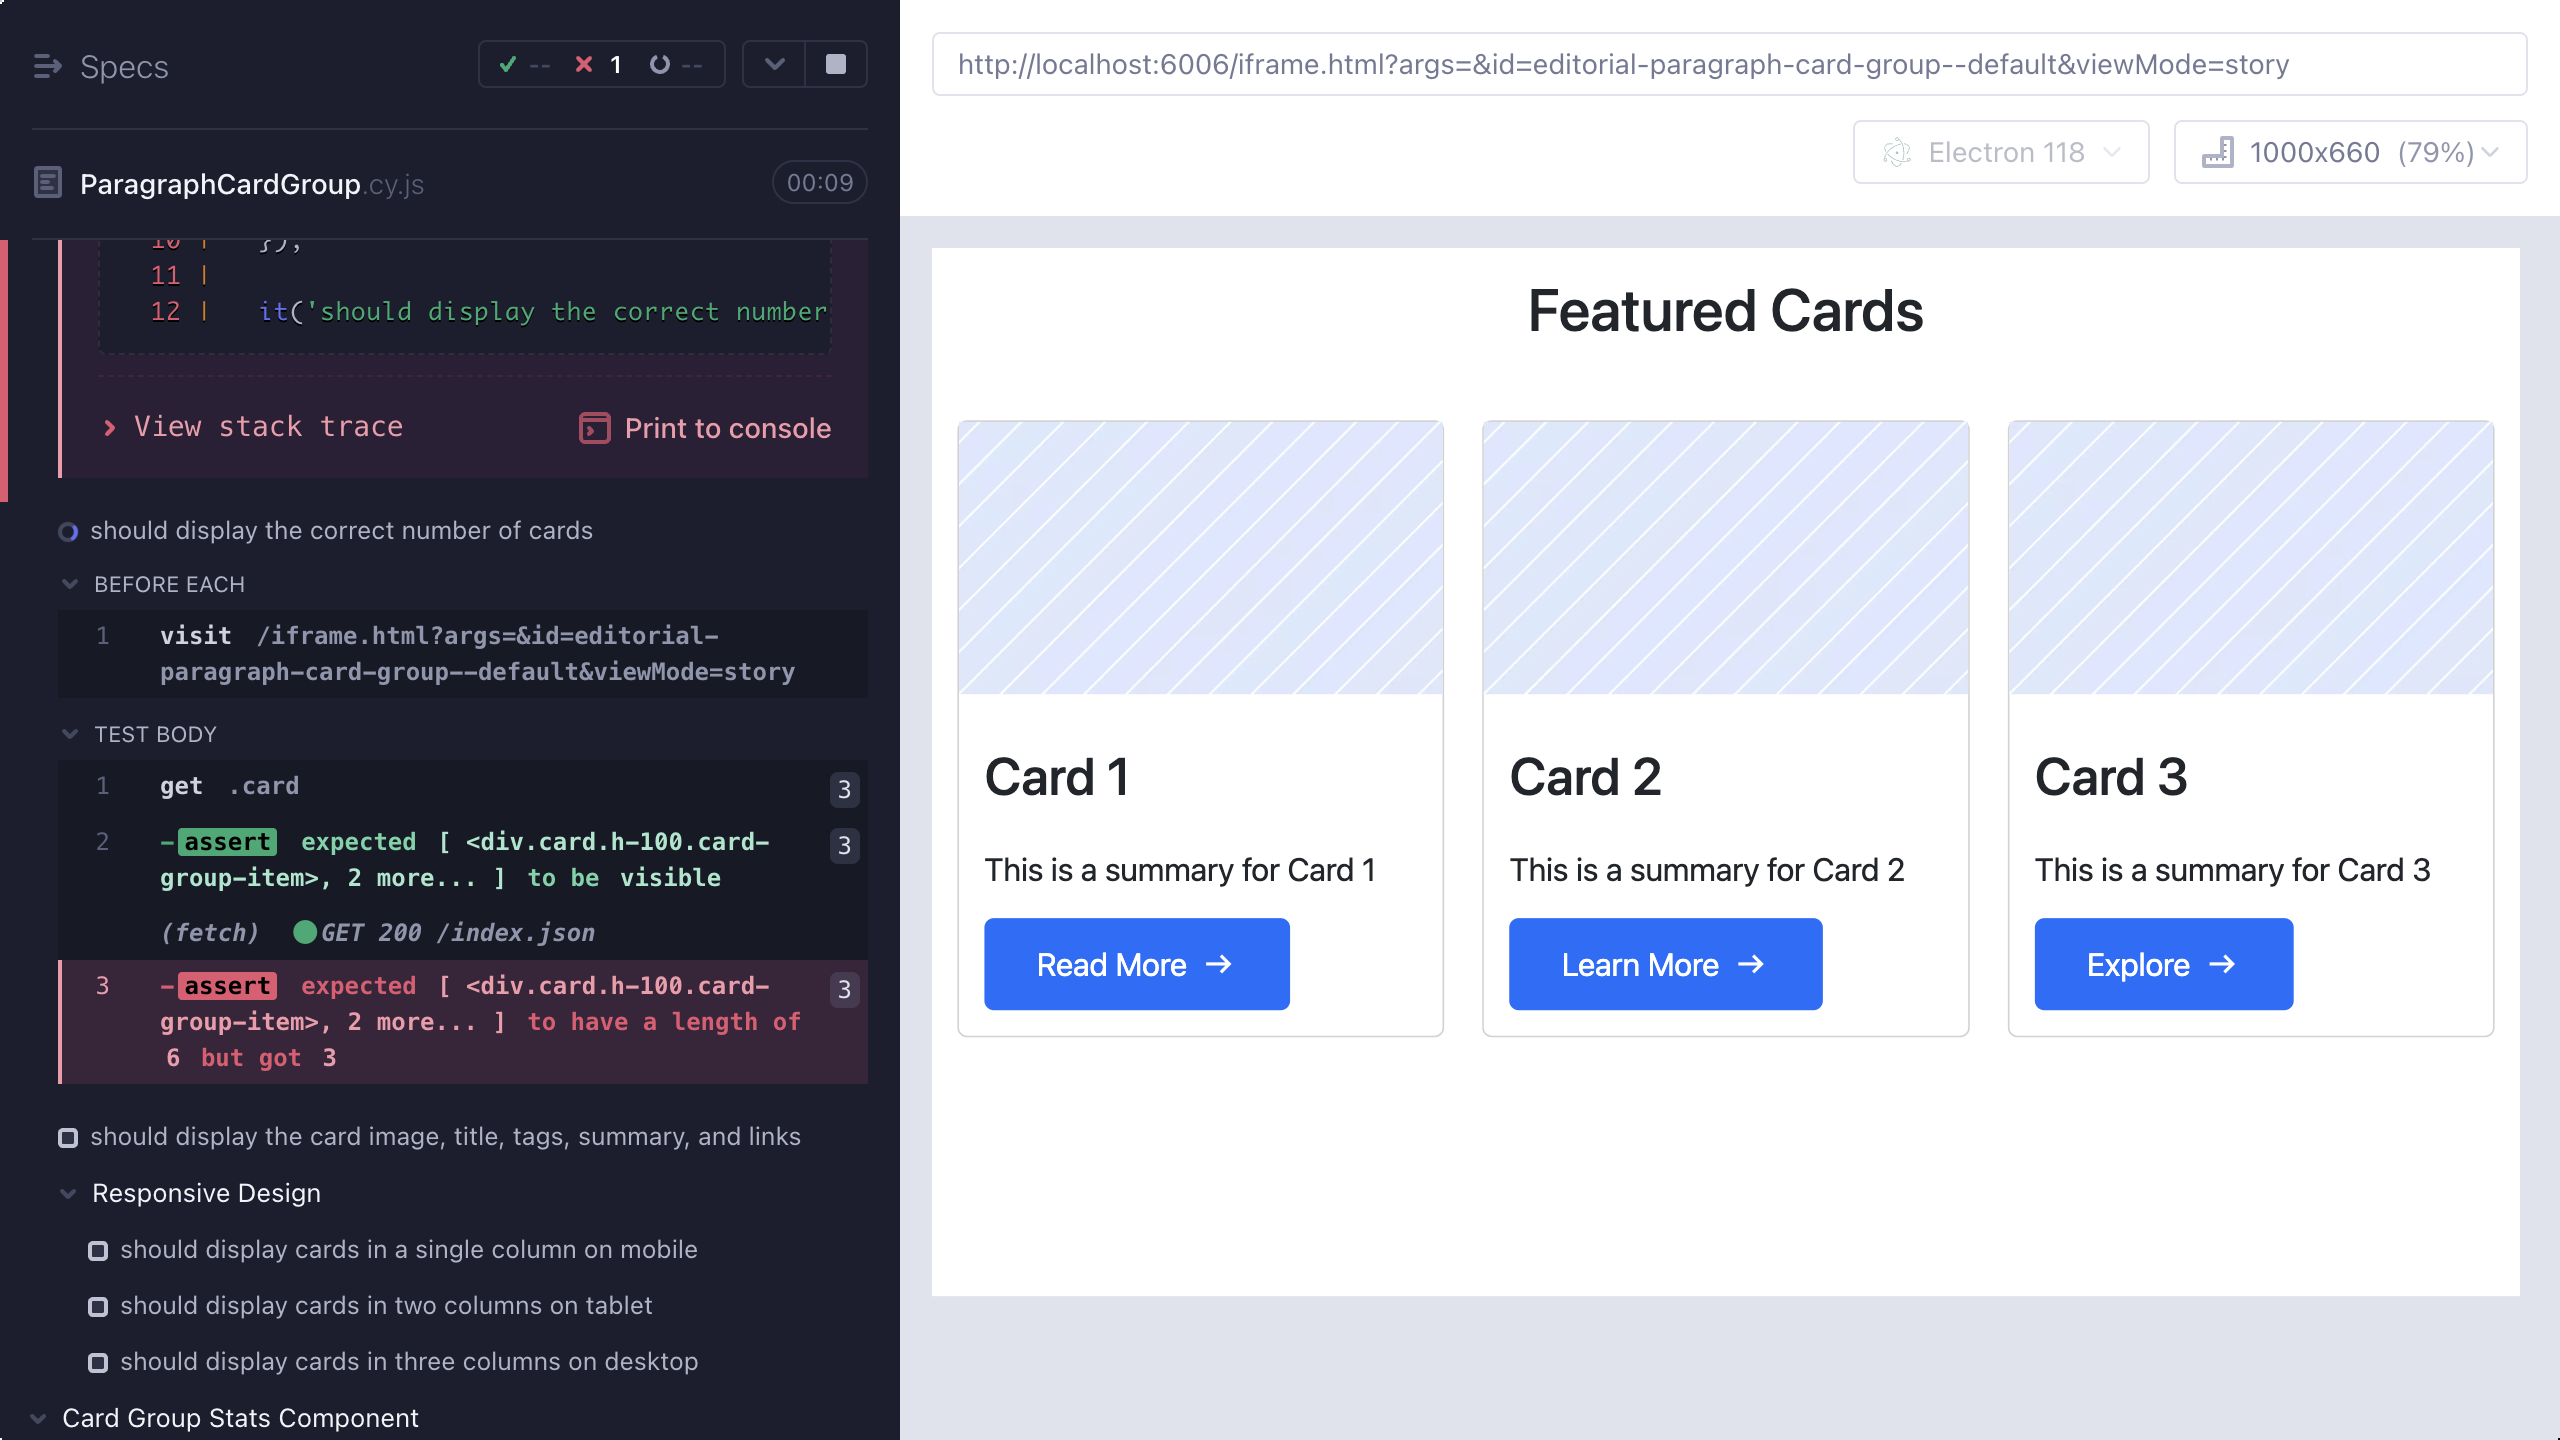 Specs
-- 1 --
ParagraphCardGroup.cy.js
00:09
10 | });
11 |
12 | it('should display the correct number
View stack trace
Print to console
should display the correct number of cards
BEFORE EACH
1 visit /iframe.html?args=&id=editorial-
paragraph-card-group--default&viewMode=story
TEST BODY
1 get .card 3
2 -assert expected [ <div.card.h-100.card- 3
group-item>, 2 more... ] to be visible
(fetch) GET 200 /index.json
3 -assert expected [ <div.card.h-100.card- 3
group-item>, 2 more... ] to have a length of
6 but got 3
should display the card image, title, tags, summary, and links
Responsive Design
should display cards in a single column on mobile
should display cards in two columns on tablet
should display cards in three columns on desktop
Card Group Stats Component
http://localhost:6006/iframe.html?args=&id=editorial-paragraph-card-group--default&viewMode=story
Electron 118
1000x660 (79%)
Featured Cards
Card 1
This is a summary for Card 1
Read More →
Card 2
This is a summary for Card 2
Learn More →
Card 3
This is a summary for Card 3
Explore →